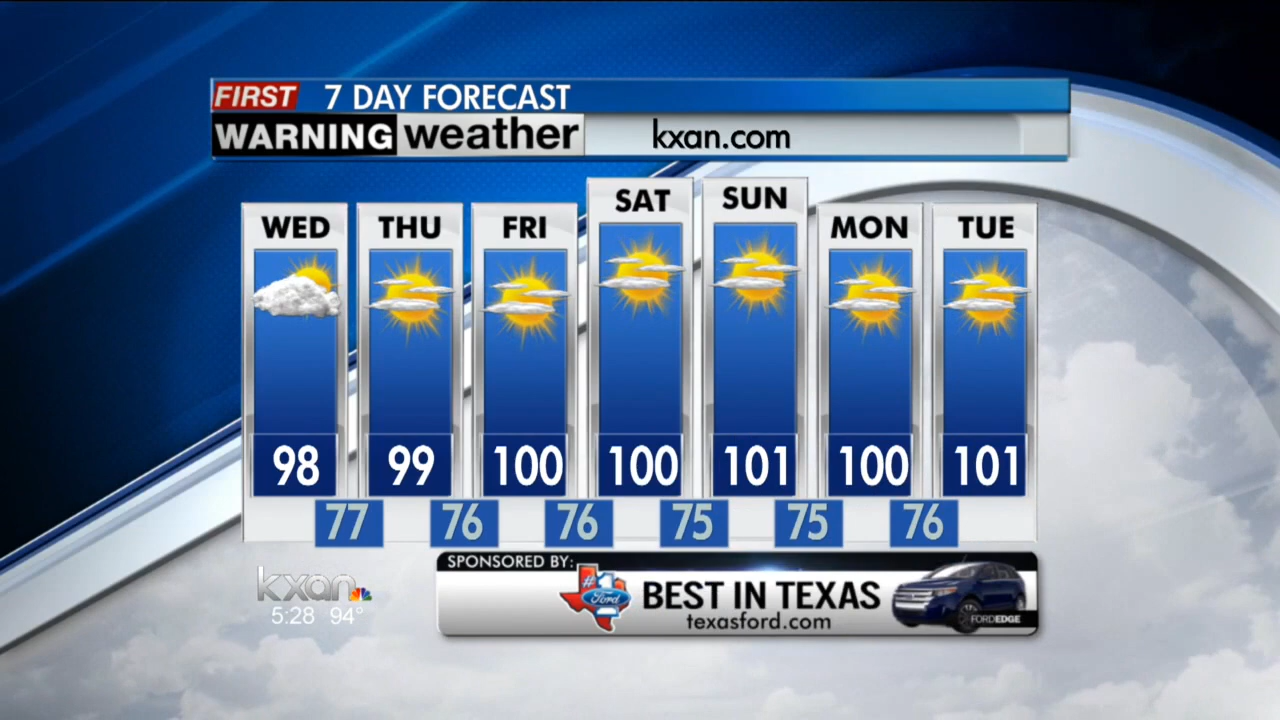 FIRST 7 DAY FORECAST
WARNING weather kxan.com
WED THU FRI SAT SUN MON TUE
98 99 100 100 101 100 101
77 76 76 75 75 76
SPONSORED BY:
kxan
5:28 94°
# Ford
BEST IN TEXAS
texasford.com
FORD EDGE